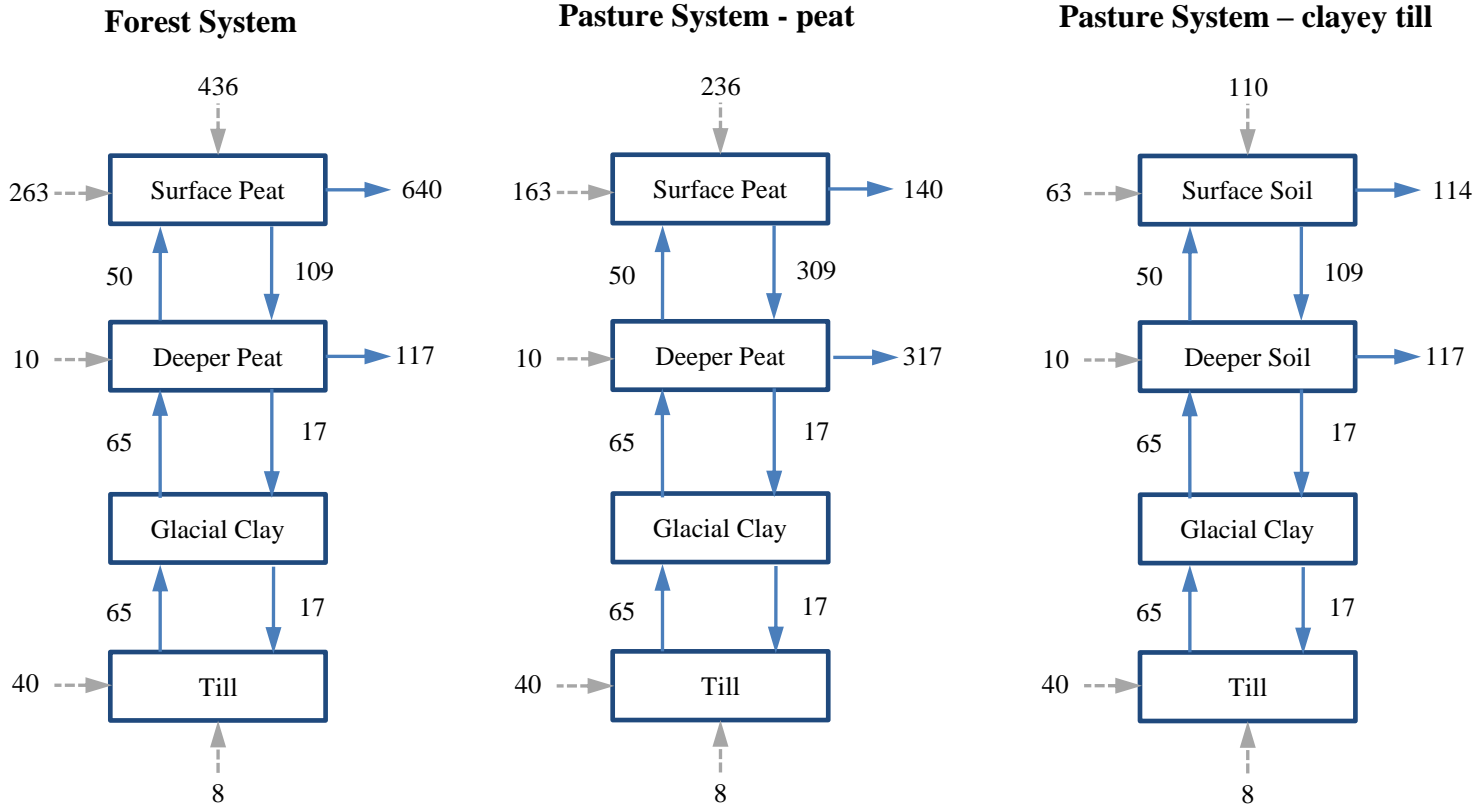 Forest System
436
263
Surface Peat
640
50
109
10
Deeper Peat
117
65
17
Glacial Clay
65
17
40
Till
8
Pasture System - peat
236
163
Surface Peat
140
50
309
10
Deeper Peat
317
65
17
Glacial Clay
65
17
40
Till
8
Pasture System – clayey till
110
63
Surface Soil
114
50
109
10
Deeper Soil
117
65
17
Glacial Clay
65
17
40
Till
8